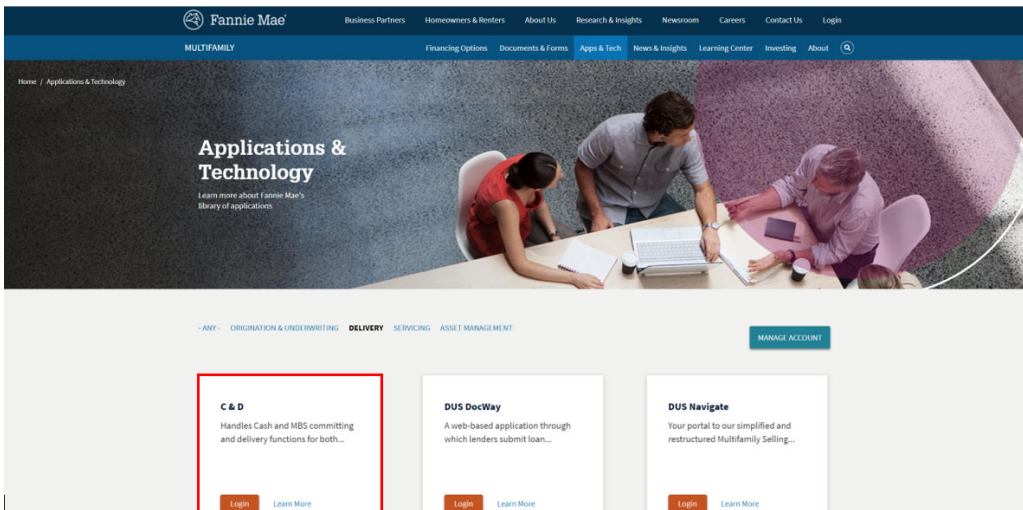 Fannie Mae®
Business Partners Homeowners & Renters About Us Research & Insights Newsroom Careers Contact Us Login
MULTIFAMILY
Financing Options Documents & Forms Apps & Tech News & Insights Learning Center Investing About
Home / Applications & Technology
Applications &
Technology
Learn more about Fannie Mae's
library of applications
- ANY - ORIGINATION & UNDERWRITING DELIVERY SERVICING ASSET MANAGEMENT
MANAGE ACCOUNT
C & D
Handles Cash and MBS committing
and delivery functions for both...
Login Learn More
DUS DocWay
A web-based application through
which lenders submit loan...
Login Learn More
DUS Navigate
Your portal to our simplified and
restructured Multifamily Selling...
Login Learn More